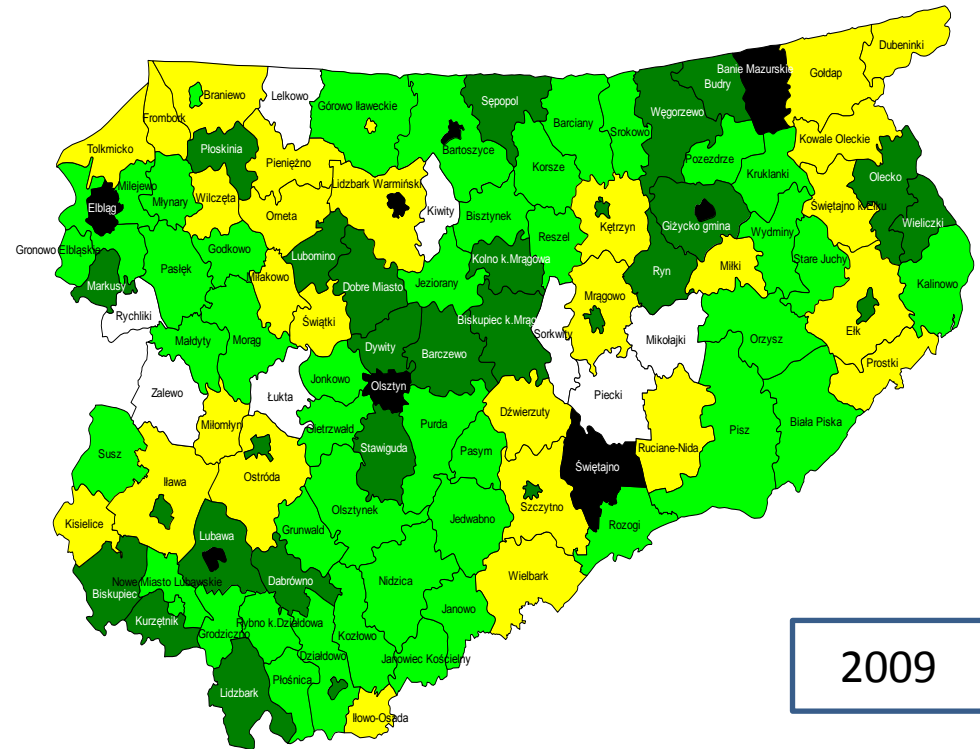 Dubeninki
Banie Mazurskie
Gołdap
Budry
Braniewo
Lelkowo
Sępopol
Górowo Iławeckie
Węgorzewo
Frombork
Barciany
Srokowo
Kowale Oleckie
Tolkmicko
Płoskinia
Bartoszyce
Pieniężno
Korsze
Pozezdrze
Kruklanki
Olecko
Milejewo
Lidzbark Warmiński
Młynary
Wilczęta
Elbląg
Orneta
Kiwity
Bisztynek
Kętrzyn
Giżycko gmina
Świętajno k.Ełku
Wieliczki
Reszel
Wydminy
Gronowo Elbląskie
Godkowo
Lubomino
Kolno k.Mrągowa
Stare Juchy
Pasłęk
Miłakowo
Ryn
Miłki
Markusy
Dobre Miasto
Jeziorany
Kalinowo
Mrągowo
Rychliki
Świątki
Biskupiec k.Mrąg
Sorkwity
Mikołajki
Ełk
Małdyty
Morąg
Dywity
Barczewo
Orzysz
Prostki
Jonkowo
Olsztyn
Zalewo
Łukta
Piecki
Dźwierzuty
Miłomłyn
Gietrzwałd
Purda
Biała Piska
Pisz
Stawiguda
Ruciane-Nida
Susz
Pasym
Świętajno
Ostróda
Iława
Olsztynek
Szczytno
Kisielice
Jedwabno
Rozogi
Grunwald
Lubawa
Wielbark
Nowe Miasto Lubawskie
Dabrówno
Nidzica
Biskupiec
Janowo
Kurzętnik
Rybno k.Działdowa
Grodziczno
Kozłowo
Działdowo
Janowiec Kościelny
Lidzbark
Płośnica
Iłowo-Osada
2009